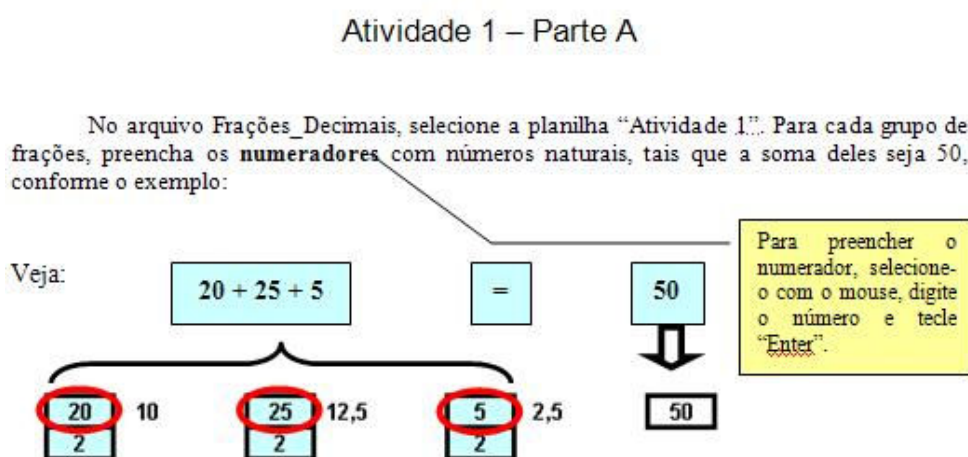 Atividade 1 – Parte A
No arquivo Frações_Decimais, selecione a planilha “Atividade 1”. Para cada grupo de
frações, preencha os numeradores com números naturais, tais que a soma deles seja 50,
conforme o exemplo:
Veja:
20 + 25 + 5
=
50
Para preencher o
numerador, selecione-
o com o mouse, digite
o número e tecle
“Enter”.
20 10 25 12,5 5 2,5 50
2 2 2